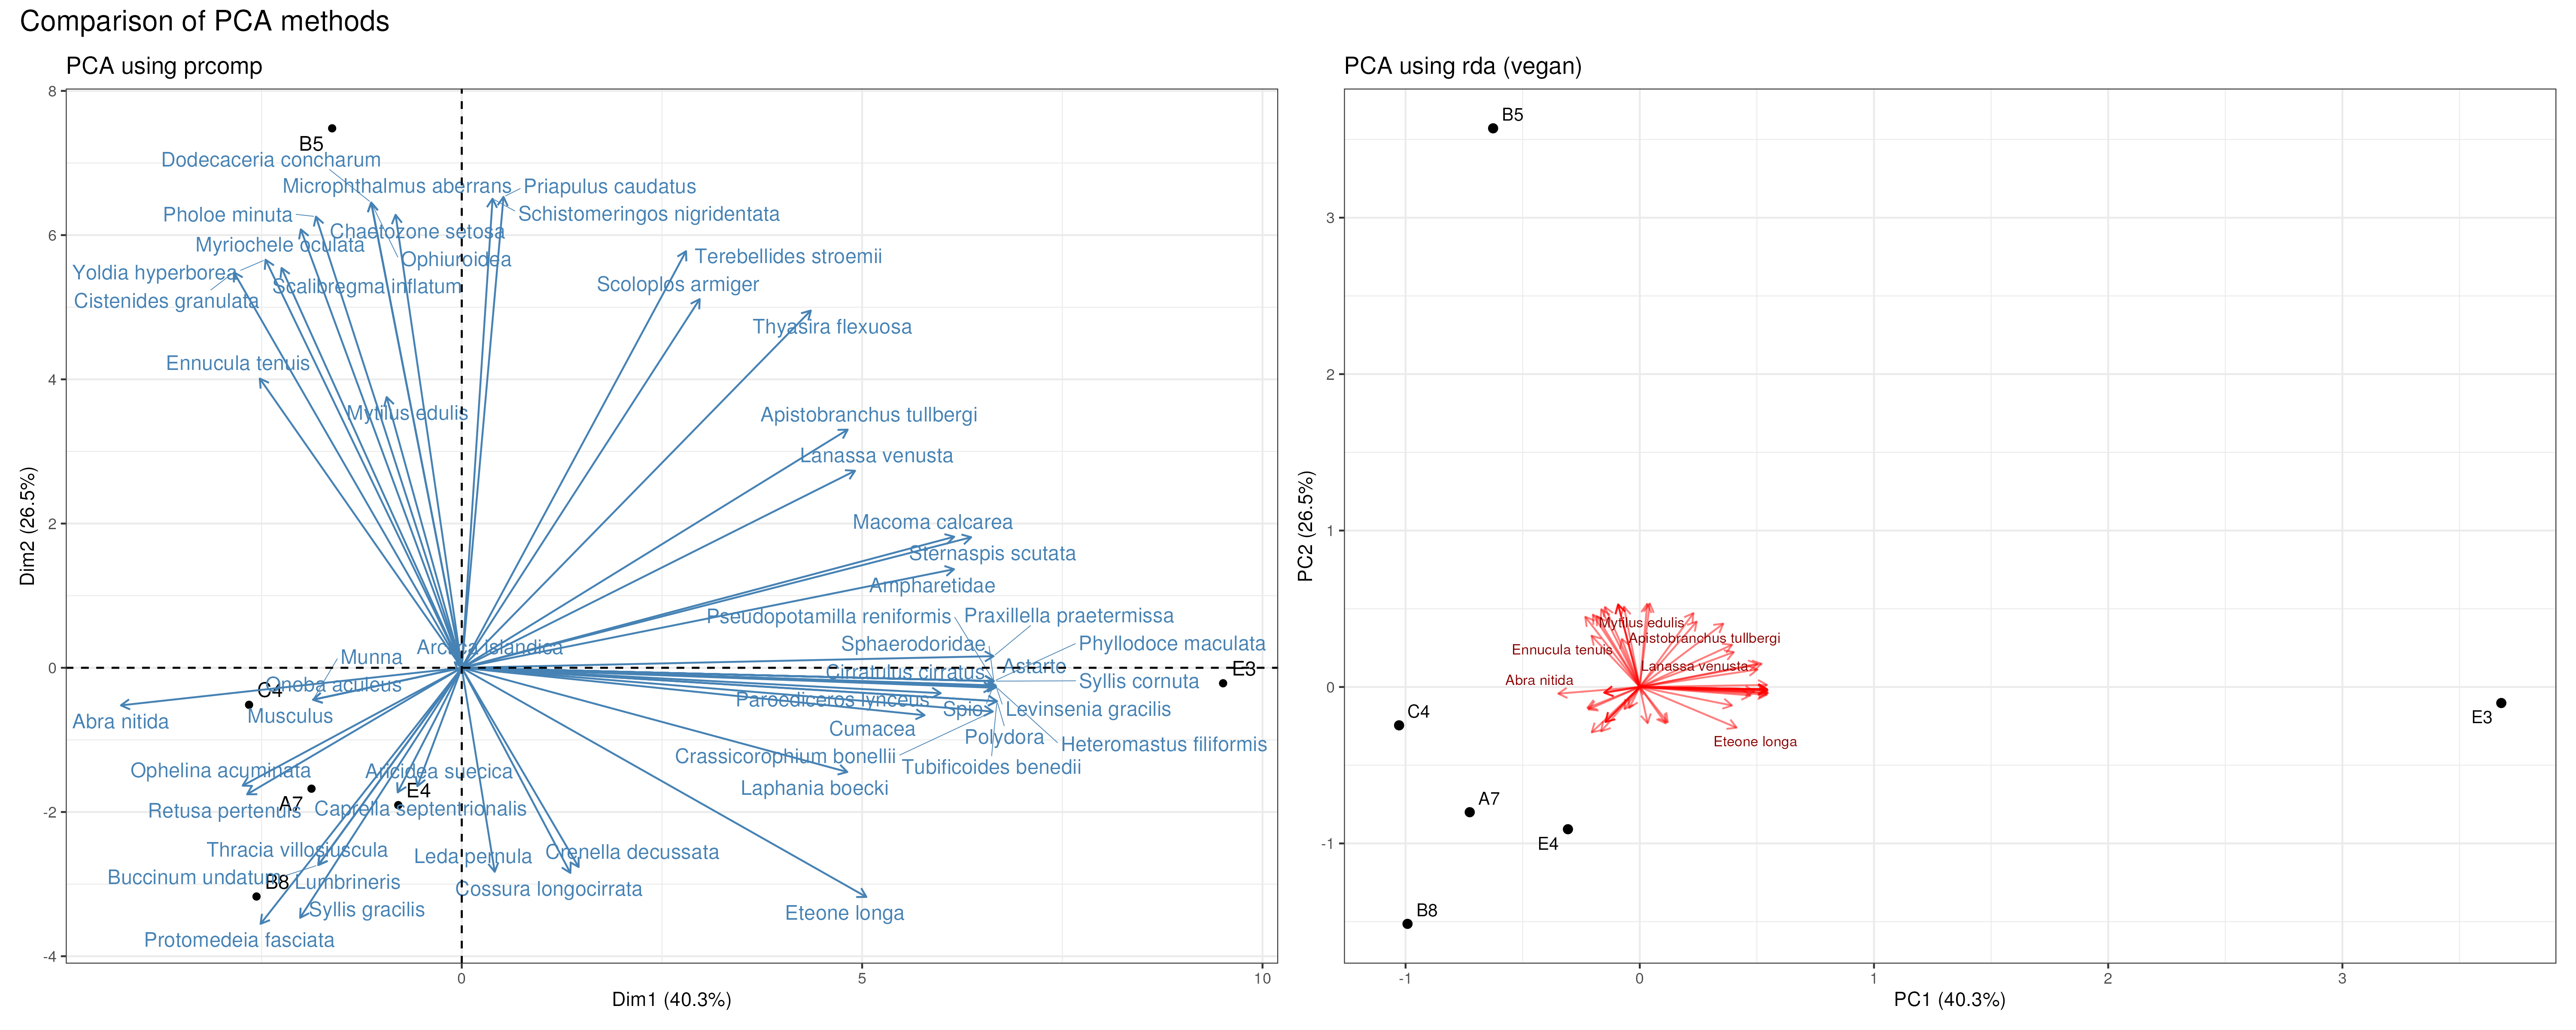 Comparison of PCA methods
PCA using prcomp
8
B5
Dodecaceria concharum
Microphthalmus aberrans
Priapulus caudatus
Pholoe minuta
Schistomeringos nigridentata
Chaetozone setosa
6
Myriochele oculata
Terebellides stroemii
Ophiuroidea
Yoldia hyperborea
Scoloplos armiger
Scalibregma inflatum
Cistenides granulata
Thyasira flexuosa
Ennucula tenuis
4
Mytilus edulis
Apistobranchus tullbergi
Lanassa venusta
Macoma calcarea
2
Sternaspis scutata
Ampharetidae
Pseudopotamilla reniformis
Praxillella praetermissa
Sphaerodoridae
Phyllodoce maculata
Arctica islandica
Munna
0
Astarte
E3
Cirratulus cirratus
Syllis cornuta
Onoba aculeus
C4
Paroediceros lynceus
Spio
Levinsenia gracilis
Musculus
Abra nitida
Cumacea
Polydora
Heteromastus filiformis
Crassicorophium bonellii
Tubificoides benedii
Ophelina acuminata
Aricidea suecica
Laphania boecki
E4
A7
Caprella septentrionalis
Retusa pertenuis
-2
Thracia villosiuscula
Crenella decussata
Leda pernula
Buccinum undatum
B8
Lumbrineris
Cossura longocirrata
Syllis gracilis
Eteone longa
Protomedeia fasciata
-4
0
5
10
Dim1 (40.3%)
Dim2 (26.5%)
PCA using rda (vegan)
B5
3
2
1
Mytilus edulis
Apistobranchus tullbergi
Ennucula tenuis
Lanassa venusta
Abra nitida
0
C4
E3
Eteone longa
A7
E4
-1
B8
-1
0
1
2
3
PC1 (40.3%)
PC2 (26.5%)